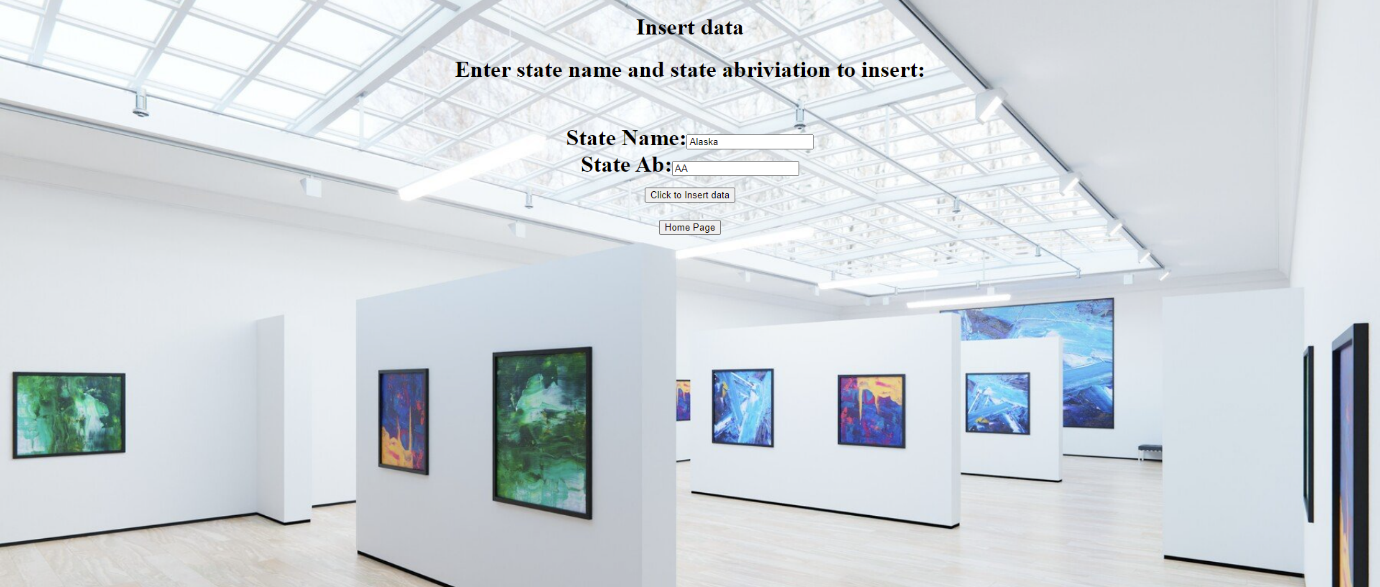 Insert data
Enter state name and state abriviation to insert:
State Name:Alaska
State Ab:AA
Click to Insert data
Home Page